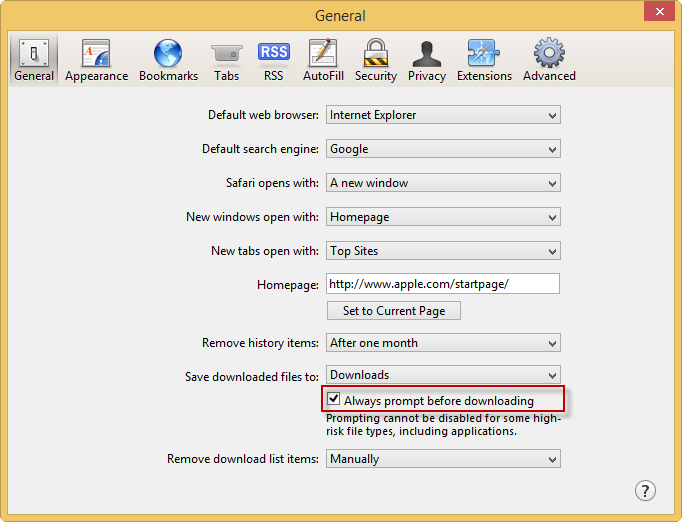 General
General Appearance Bookmarks Tabs RSS RSS AutoFill Security Privacy Extensions Advanced
Default web browser: Internet Explorer
Default search engine: Google
Safari opens with: A new window
New windows open with: Homepage
New tabs open with: Top Sites
Homepage: http://www.apple.com/startpage/
Set to Current Page
Remove history items: After one month
Save downloaded files to: Downloads
Always prompt before downloading
Prompting cannot be disabled for some high-
risk file types, including applications.
Remove download list items: Manually
?